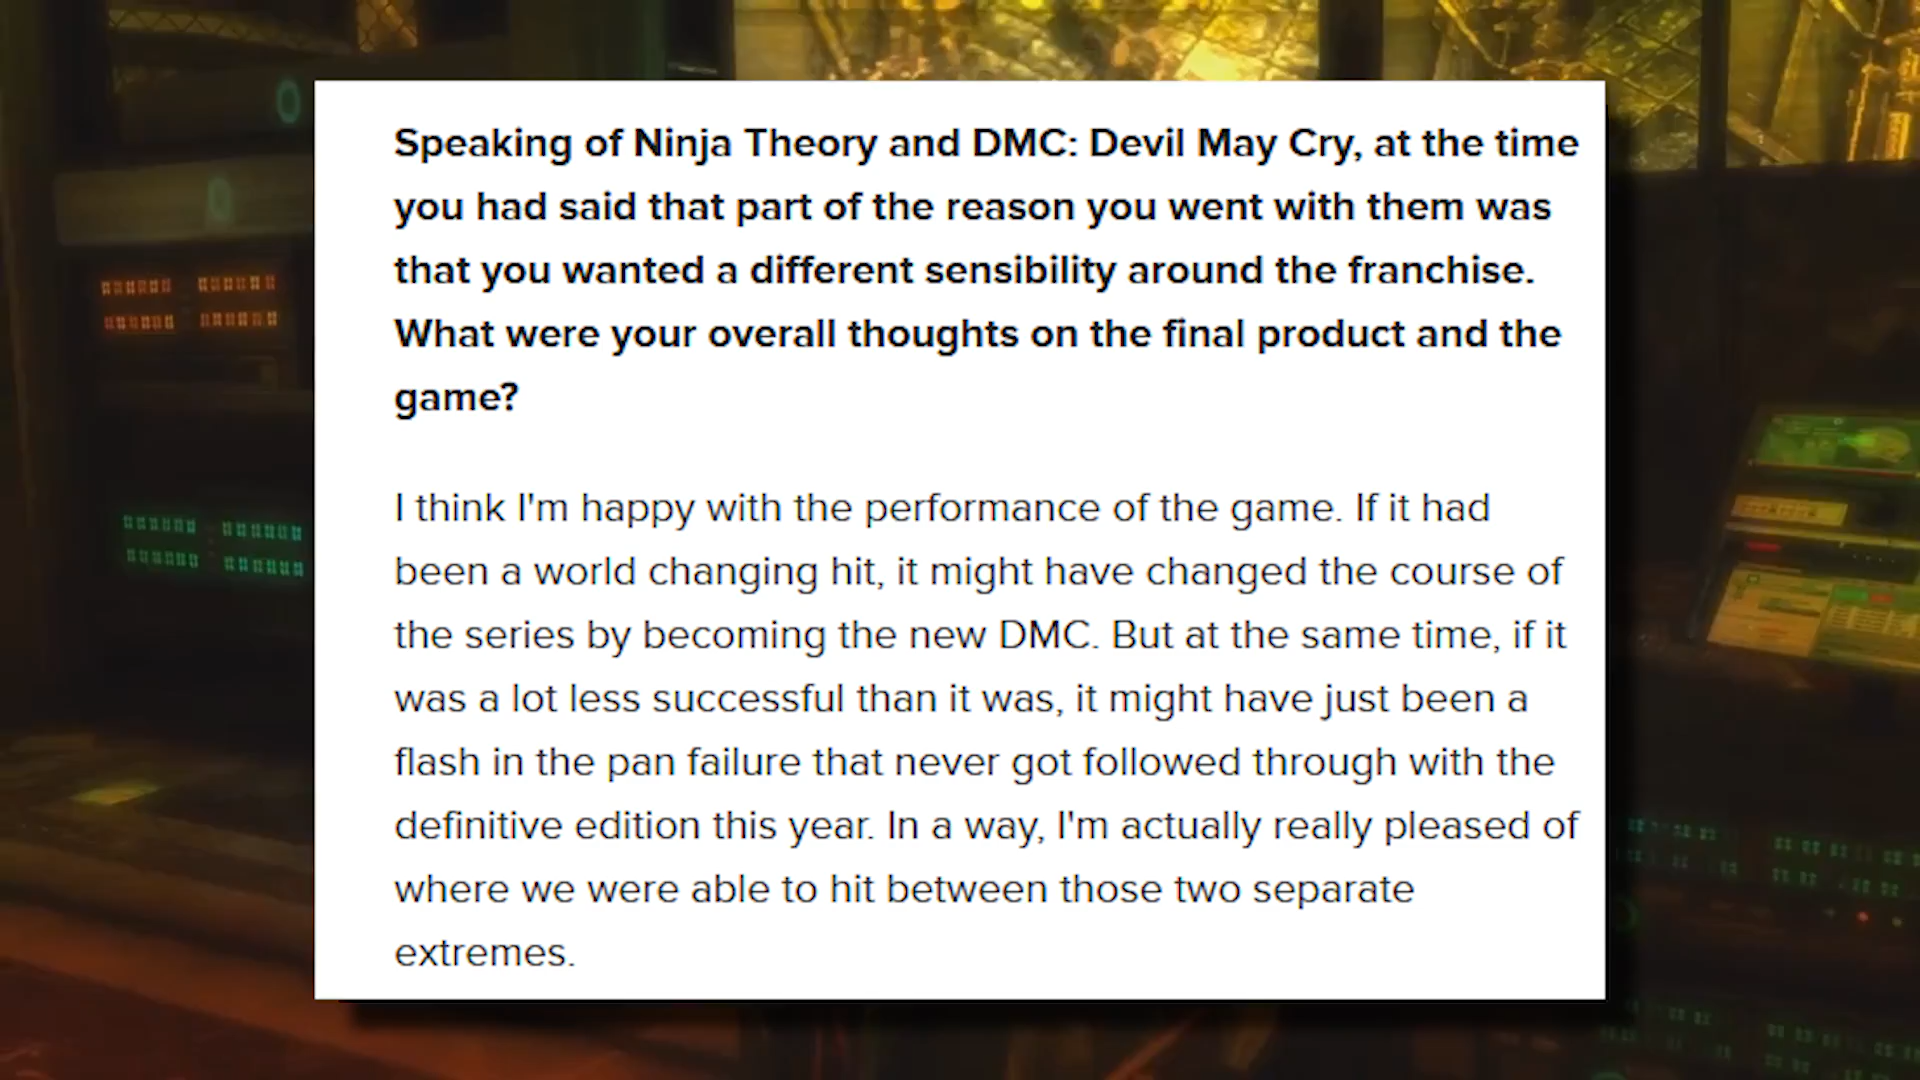 Speaking of Ninja Theory and DMC: Devil May Cry, at the time
you had said that part of the reason you went with them was
that you wanted a different sensibility around the franchise.
What were your overall thoughts on the final product and the
game?
I think I'm happy with the performance of the game. If it had
been a world changing hit, it might have changed the course of
the series by becoming the new DMC. But at the same time, if it
was a lot less successful than it was, it might have just been a
flash in the pan failure that never got followed through with the
definitive edition this year. In a way, I'm actually really pleased of
where we were able to hit between those two separate
extremes.